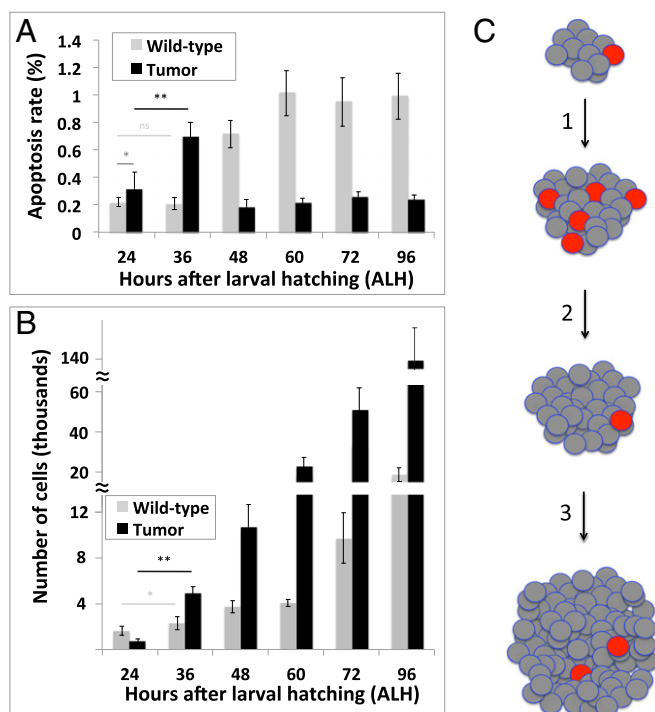 A
1.4
1.2
1
0.8
0.6
0.4
0.2
0
Apoptosis rate (%)
Wild-type
Tumor
**
ns
*
24 36 48 60 72 96
Hours after larval hatching (ALH)
B
140
60
40
20
12
8
4
Number of cells (thousands)
Wild-type
Tumor
**
*
24 36 48 60 72 96
Hours after larval hatching (ALH)
C
1
2
3